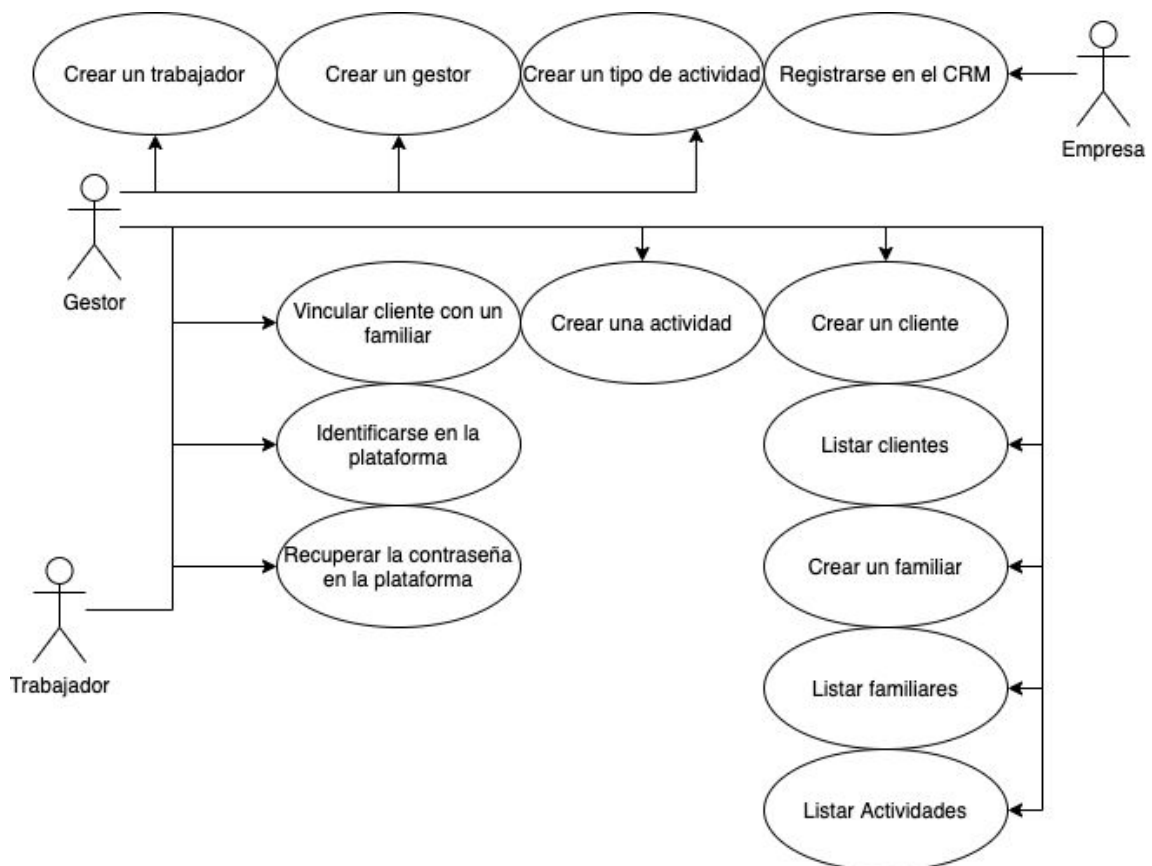 Crear un trabajador
Crear un gestor
Crear un tipo de actividad
Registrarse en el CRM
Empresa
Gestor
Vincular cliente con un
familiar
Crear una actividad
Crear un cliente
Identificarse en la
plataforma
Listar clientes
Recuperar la contraseña
en la plataforma
Crear un familiar
Trabajador
Listar familiares
Listar Actividades